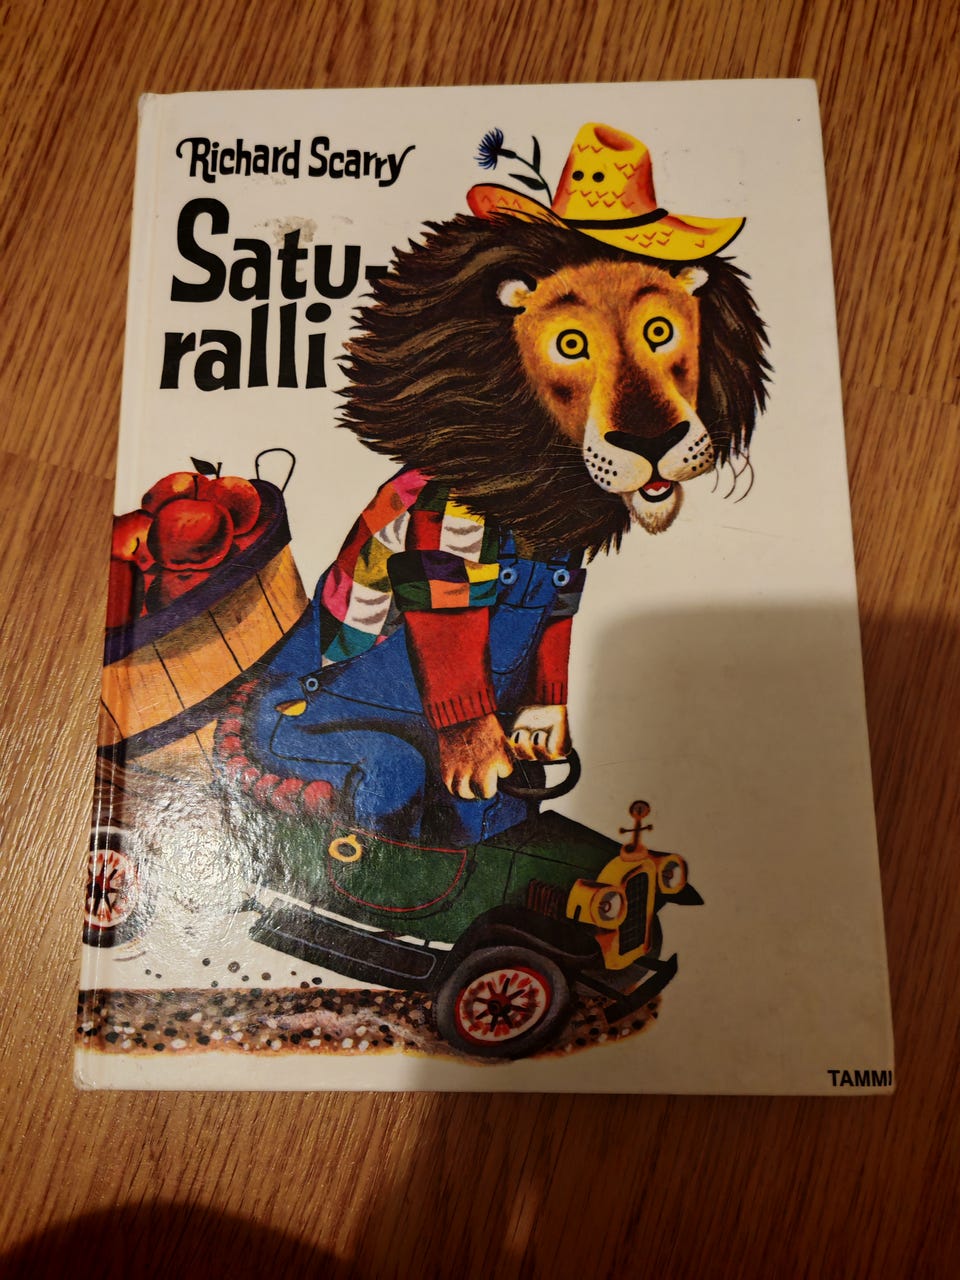 Richard Scarry
Satu-
ralli
TAMMI